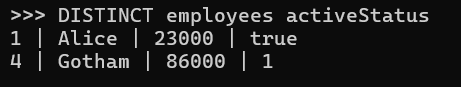 >>> DISTINCT employees activeStatus
1 | Alice | 23000 | true
4 | Gotham | 86000 | 1